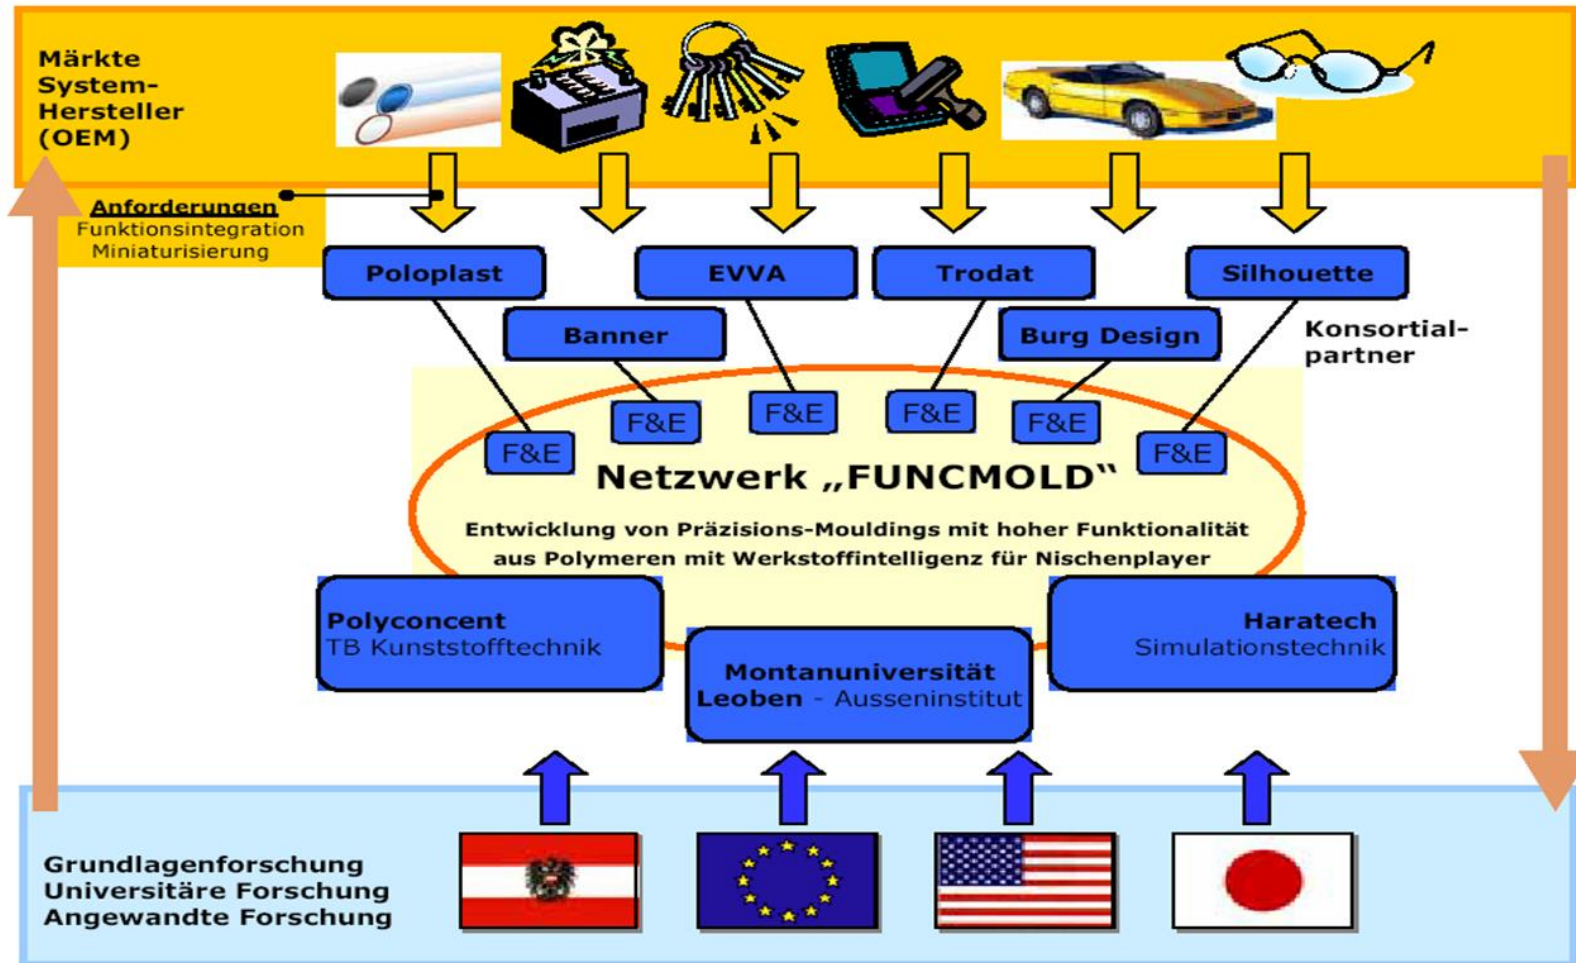 Märkte
System-
Hersteller
(OEM)
Anforderungen
Funktionsintegration
Miniaturisierung
Poloplast
EVVA
Trodat
Silhouette
Banner
Burg Design
Konsortial-
partner
F&E
F&E
F&E
F&E
F&E
F&E
Netzwerk „FUNCMOLD“
Entwicklung von Präzisions-Mouldings mit hoher Funktionalität
aus Polymeren mit Werkstoffintelligenz für Nischenplayer
Polyconcent
TB Kunststofftechnik
Haratech
Simulationstechnik
Montanuniversität
Leoben - Ausseninstitut
Grundlagenforschung
Universitäre Forschung
Angewandte Forschung